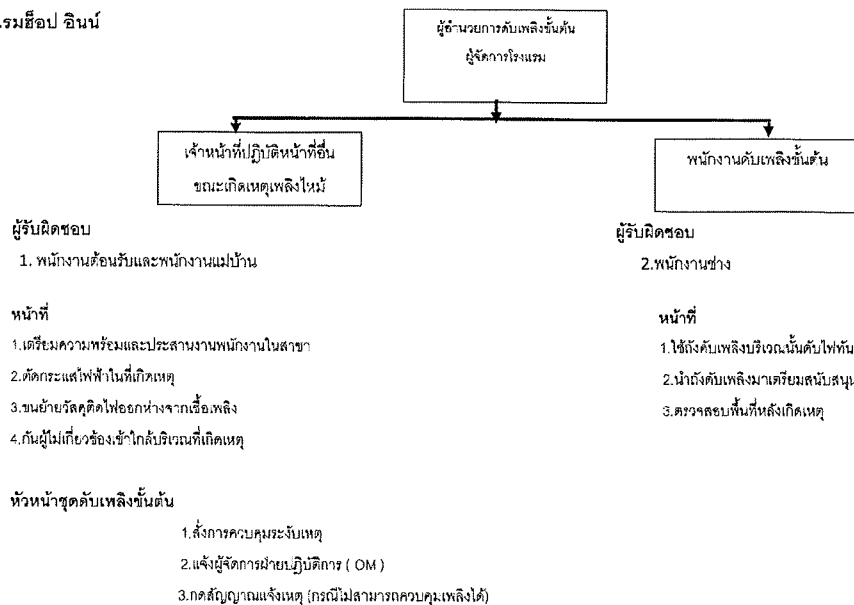 .รมฮ็อป อินน์
ผู้อำนวยการดับเพลิงขั้นต้น
ผู้จัดการโรงแรม
เจ้าหน้าที่ปฏิบัติหน้าที่อื่น
ขณะเกิดเหตุเพลิงไหม้
พนักงานดับเพลิงขั้นต้น
ผู้รับผิดชอบ
1. พนักงานต้อนรับและพนักงานแม่บ้าน
หน้าที่
1.เตรียมความพร้อมและประสานงานพนักงานในสาขา
2.ตัดกระแสไฟฟ้าในที่เกิดเหตุ
3.ขนย้ายวัสดุติดไฟออกห่างจากเชื้อเพลิง
4.กันผู้ไม่เกี่ยวข้องเข้าใกล้บริเวณที่เกิดเหตุ
ผู้รับผิดชอบ
2.พนักงานช่าง
หน้าที่
1.ใช้ถังดับเพลิงบริเวณนั้นดับไฟทัน
2.นำถังดับเพลิงมาเตรียมสนับสนุน
3.ตรวจสอบพื้นที่หลังเกิดเหตุ
หัวหน้าชุดดับเพลิงขั้นต้น
1.สั่งการควบคุมระงับเหตุ
2.แจ้งผู้จัดการฝ่ายปฏิบัติการ ( OM )
3.กดสัญญาณแจ้งเหตุ (กรณีไม่สามารถควบคุมเพลิงได้)